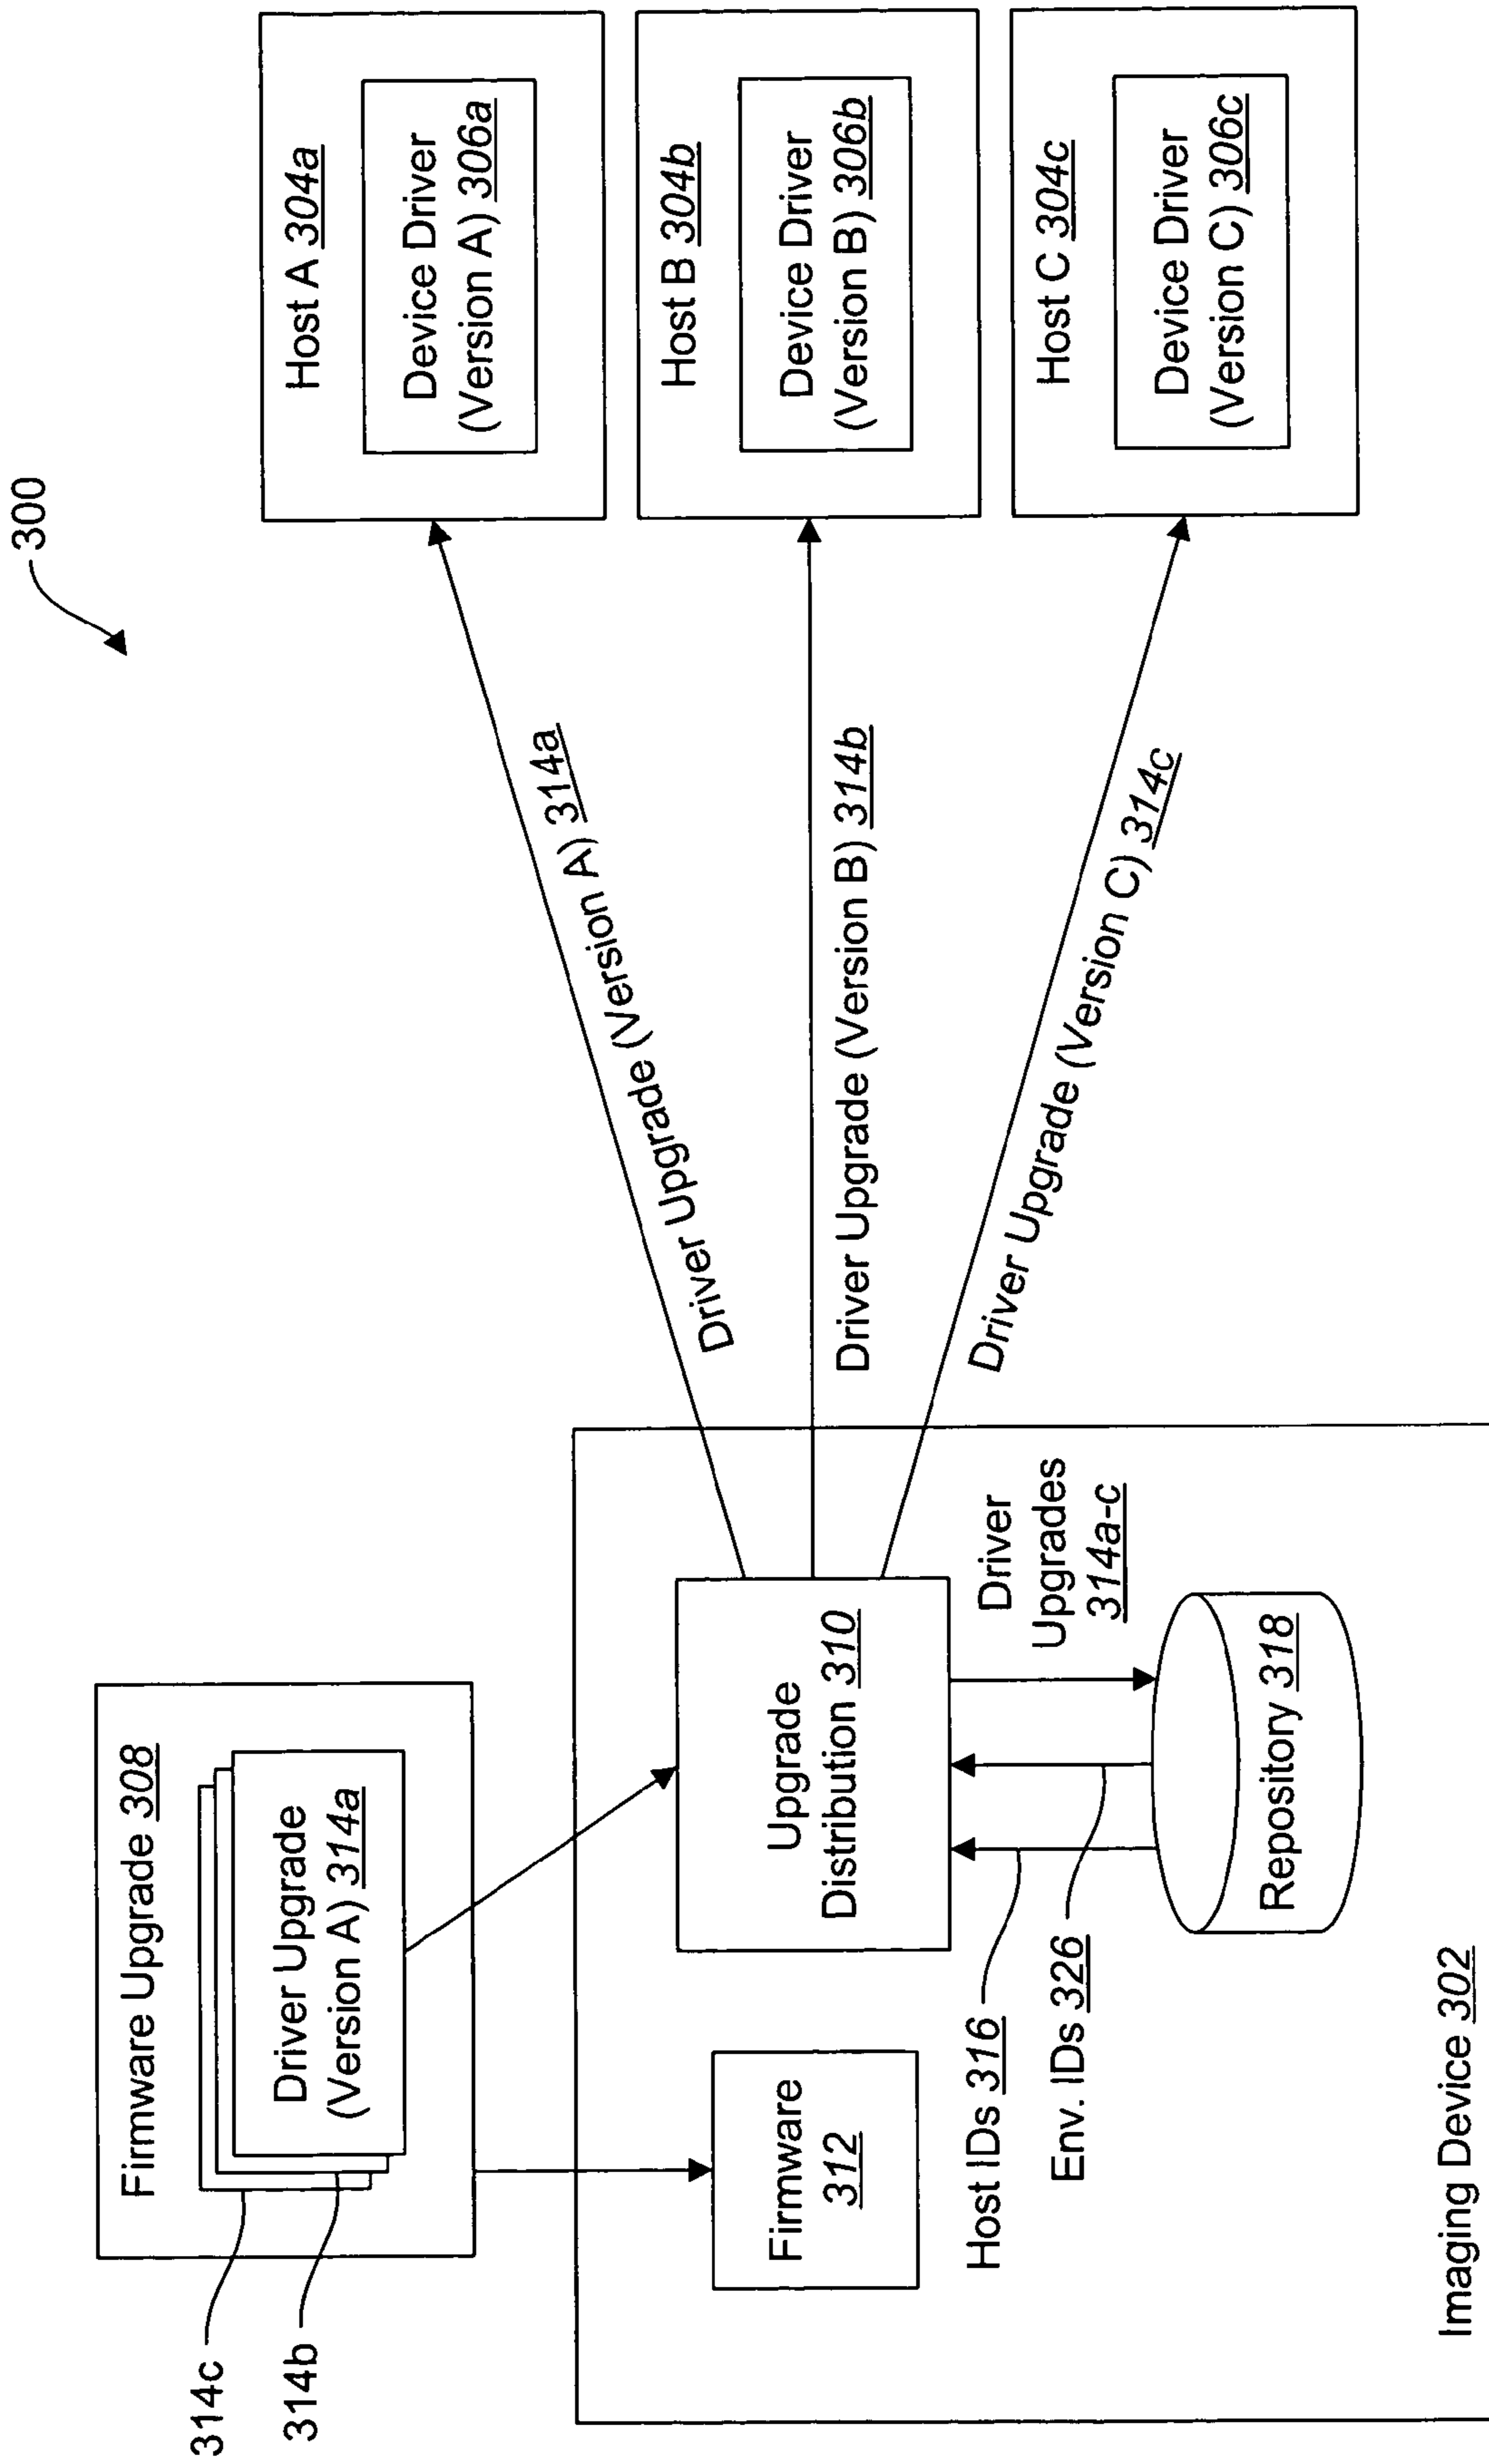 300
Firmware Upgrade 308
Driver Upgrade
(Version A) 314a
314c
314b
Host A 304a
Device Driver
(Version A) 306a
Host B 304b
Device Driver
(Version B) 306b
Host C 304c
Device Driver
(Version C) 306c
Driver Upgrade (Version A) 314a
Driver Upgrade (Version B) 314b
Driver Upgrade (Version C) 314c
Firmware
312
Upgrade
Distribution 310
Driver
Upgrades
314a-c
Host IDs 316
Env. IDs 326
Repository 318
Imaging Device 302